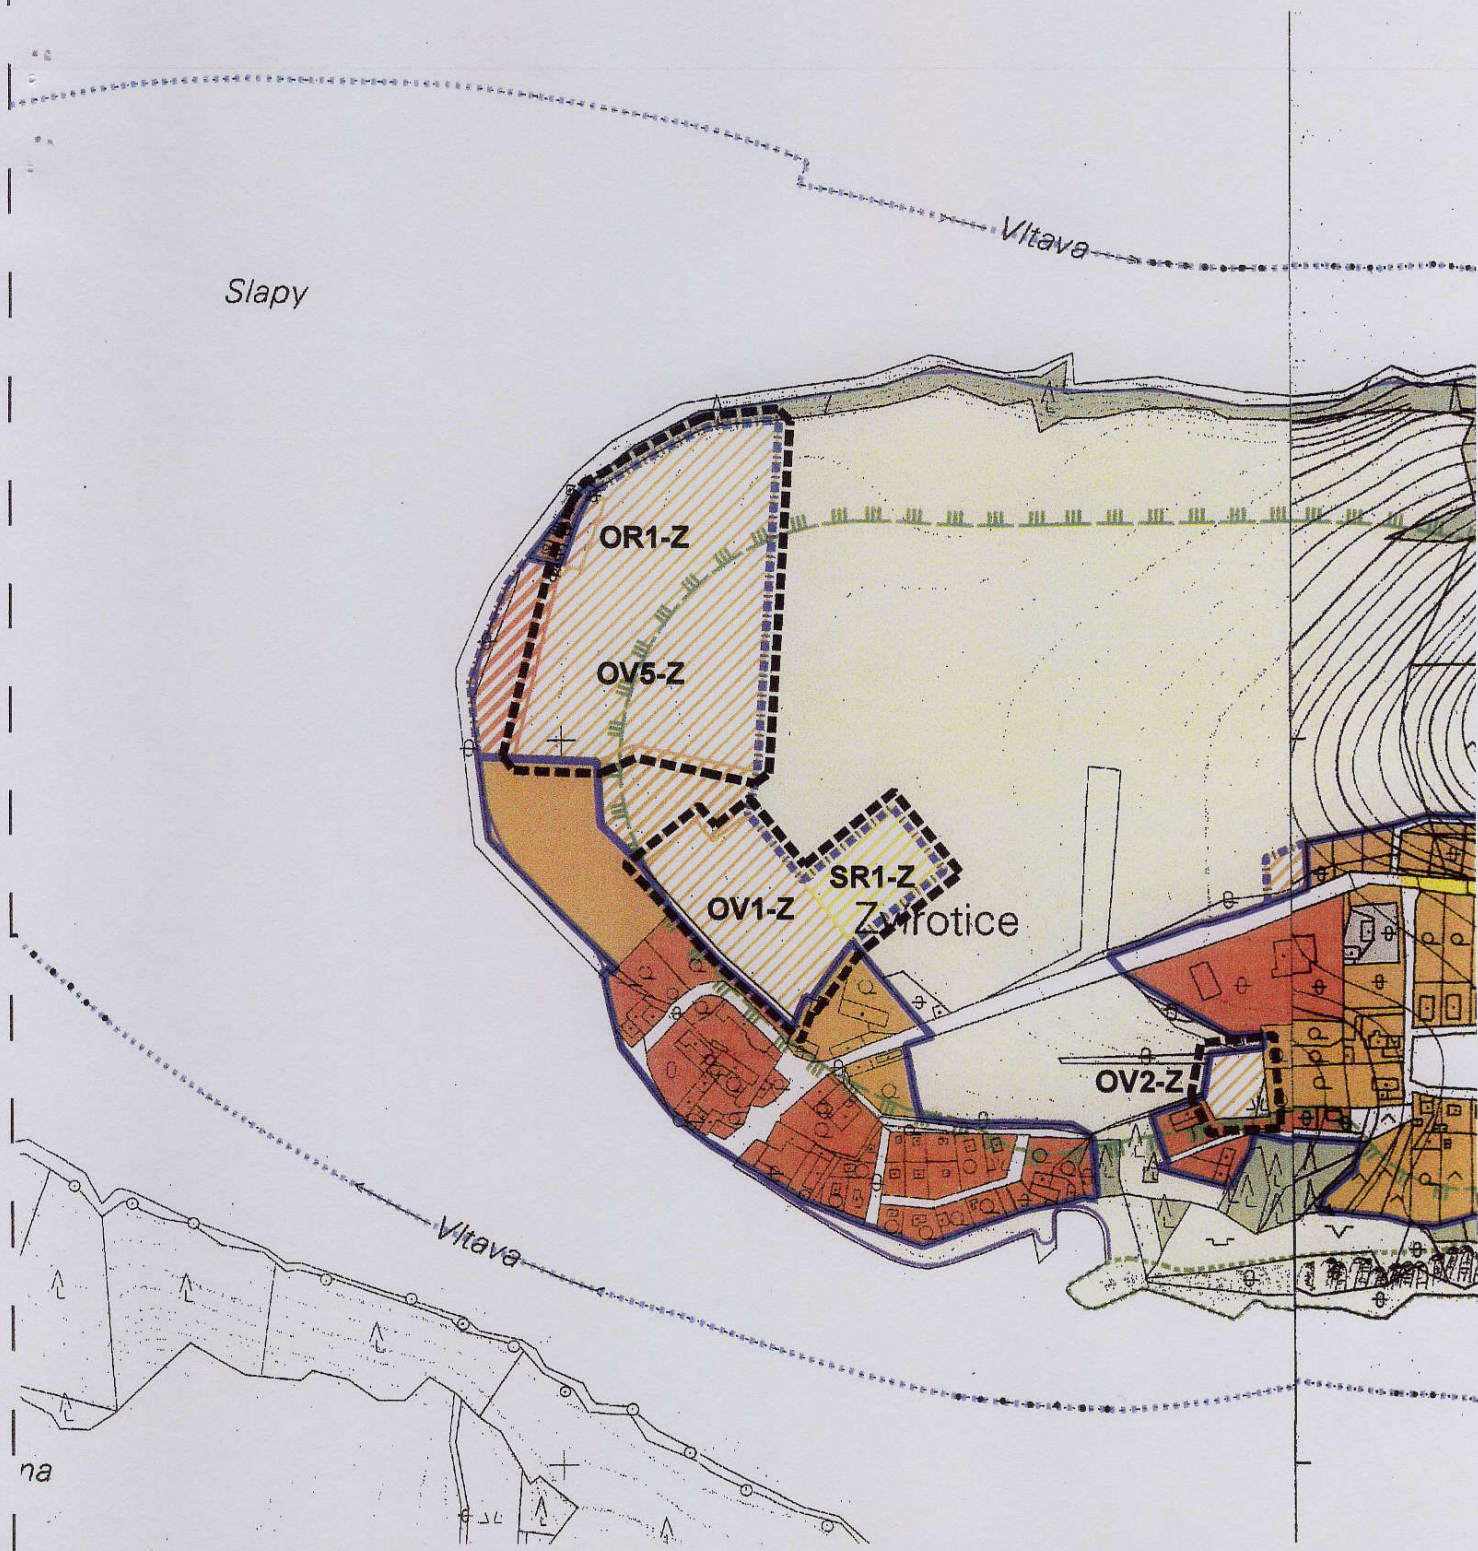 Vltava
Slapy
OR1-Z
OV5-Z
SR1-Z
OV1-Z
Zvírotice
OV2-Z
Vltava
na